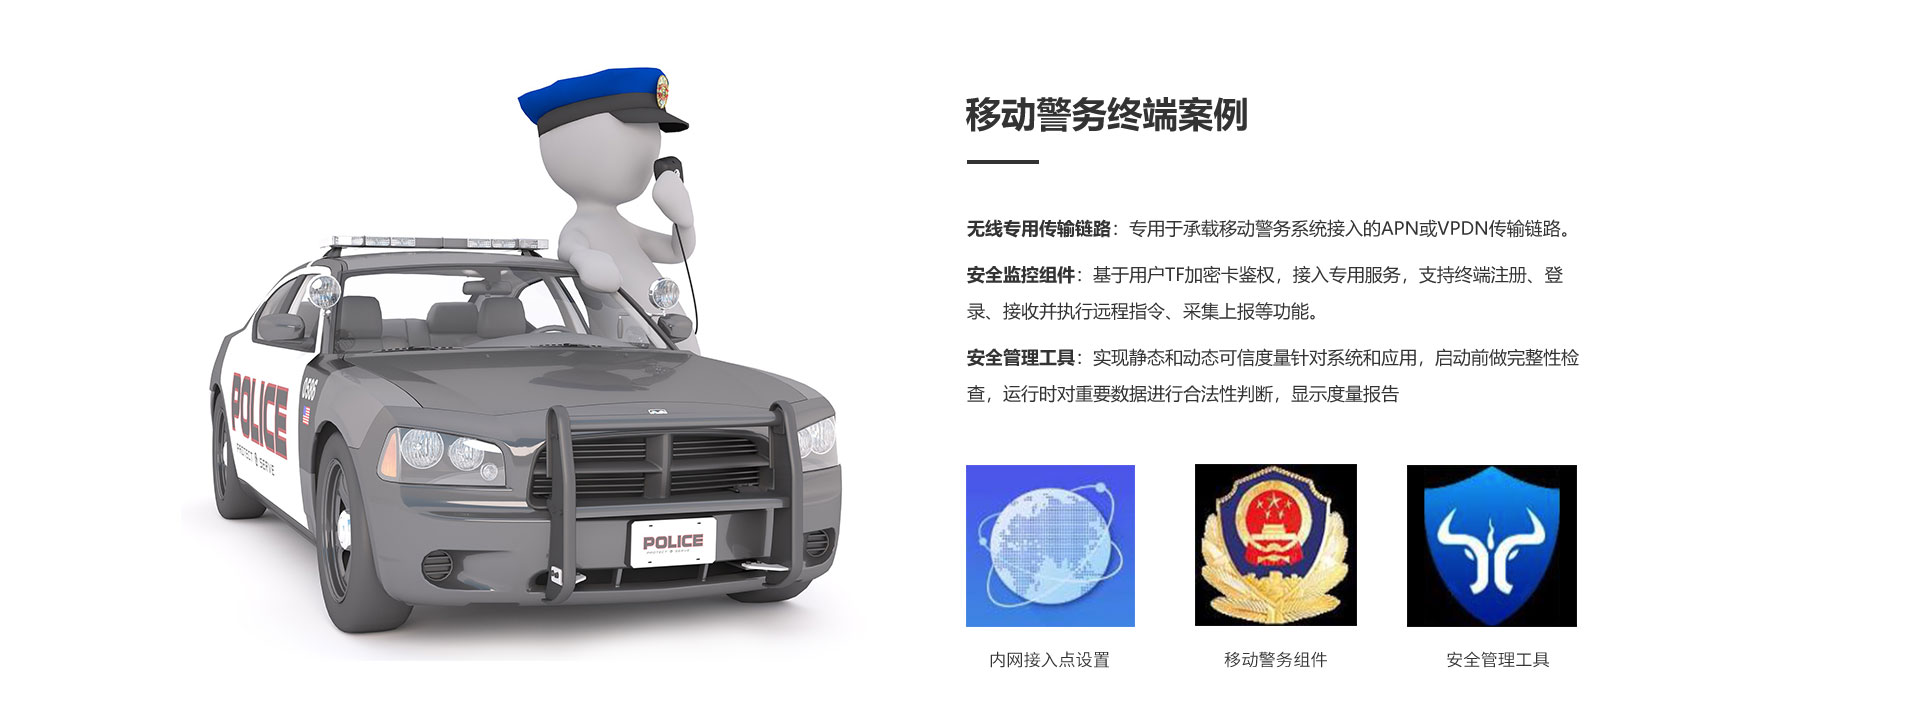 移动警务终端案例
无线专用传输链路：专用于承载移动警务系统接入的APN或VPDN传输链路。
安全监控组件：基于用户TF加密卡鉴权，接入专用服务，支持终端注册、登
录、接收并执行远程指令、采集上报等功能。
安全管理工具：实现静态和动态可信度量针对系统和应用，启动前做完整性检
查，运行时对重要数据进行合法性判断，显示度量报告
内网接入点设置
移动警务组件
安全管理工具
0586
POLICE
PROTECT & SERVE
POLICE
PROTECT & SERVE